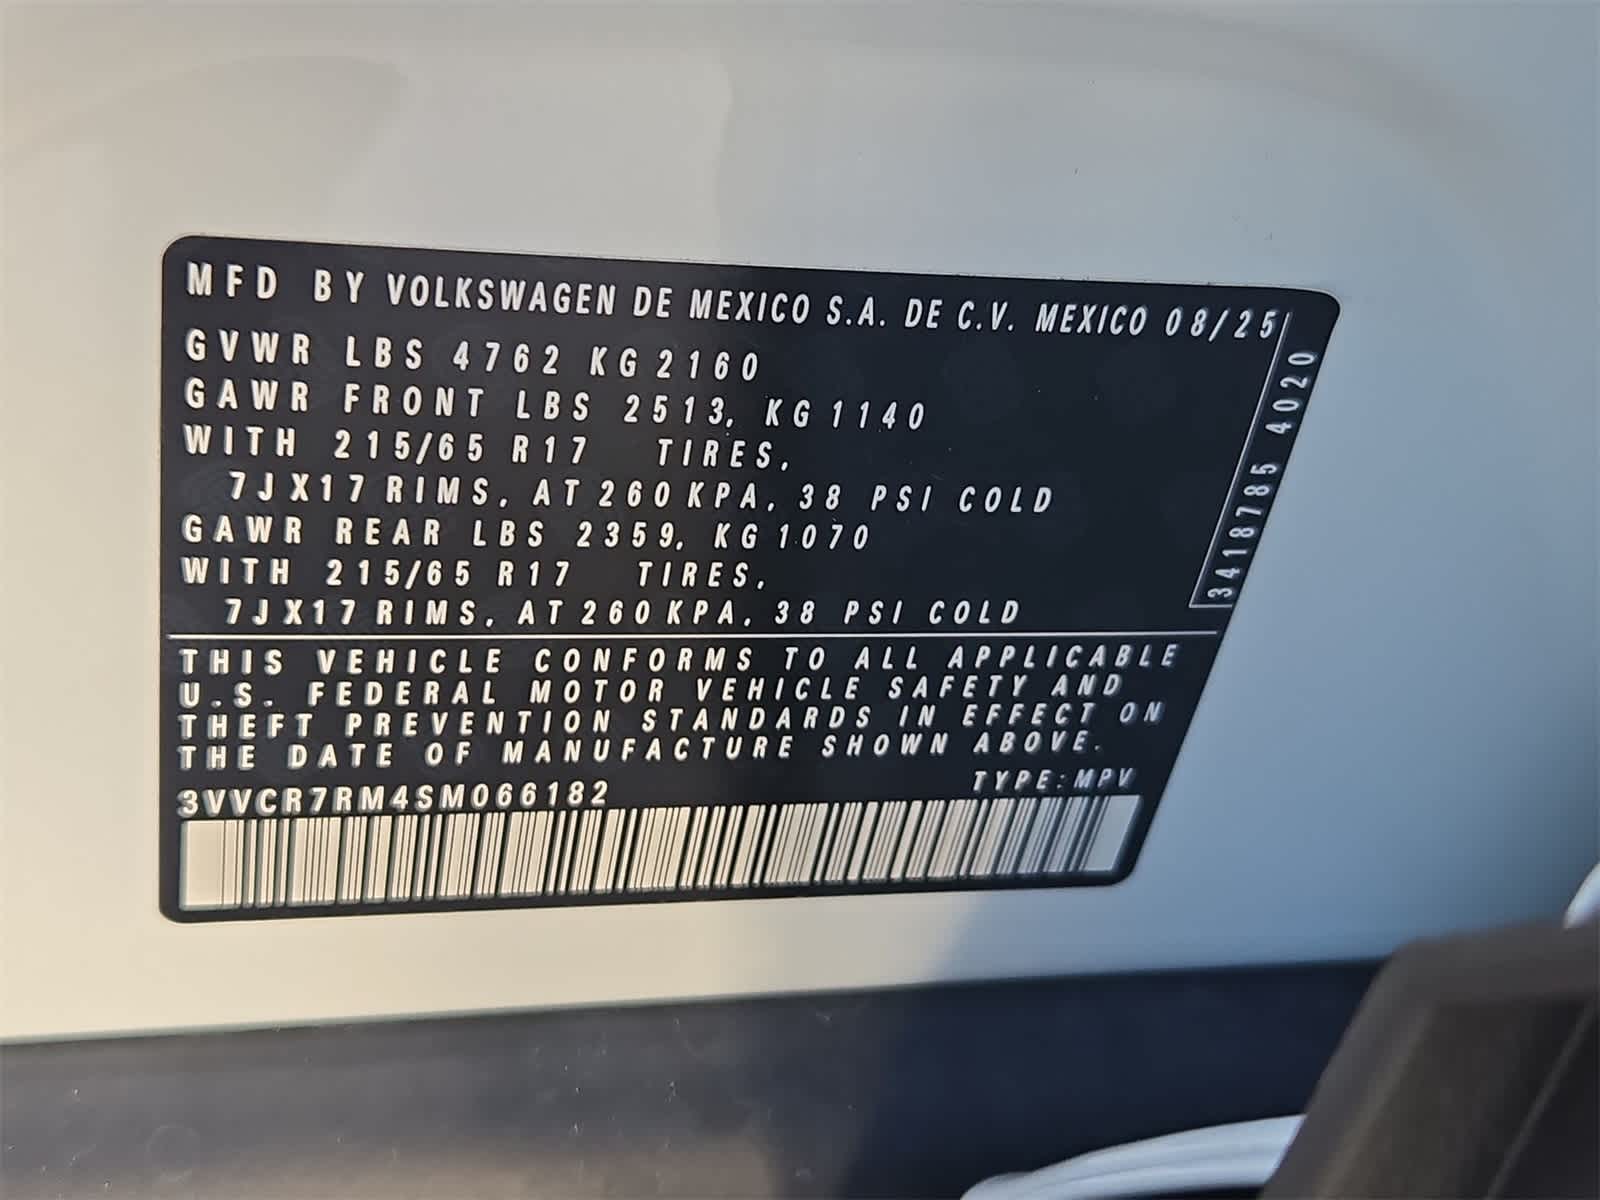 MFD BY VOLKSWAGEN DE MEXICO S.A. DE C.V. MEXICO 08/25
GVWR LBS 4762 KG 2160
GAWR FRONT LBS 2513, KG 1140
WITH 215/65 R17 TIRES,
7JX17 RIMS, AT 260 KPA, 38 PSI COLD
GAWR REAR LBS 2359, KG 1070
WITH 215/65 R17 TIRES,
7JX17 RIMS, AT 260 KPA, 38 PSI COLD
3418785 4020
THIS VEHICLE CONFORMS TO ALL APPLICABLE
U.S. FEDERAL MOTOR VEHICLE SAFETY AND
THEFT PREVENTION STANDARDS IN EFFECT ON
THE DATE OF MANUFACTURE SHOWN ABOVE.
TYPE: MPV
3VVCR7RM4SM066182